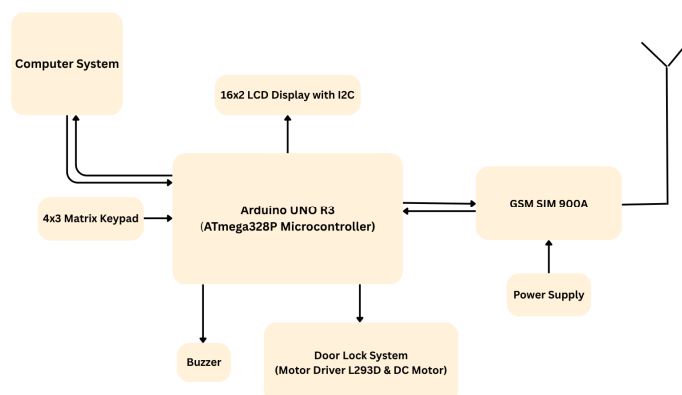 Computer System
16x2 LCD Display with I2C
Arduino UNO R3
(ATmega328P Microcontroller)
GSM SIM 900A
4x3 Matrix Keypad
Power Supply
Buzzer
Door Lock System
(Motor Driver L293D & DC Motor)